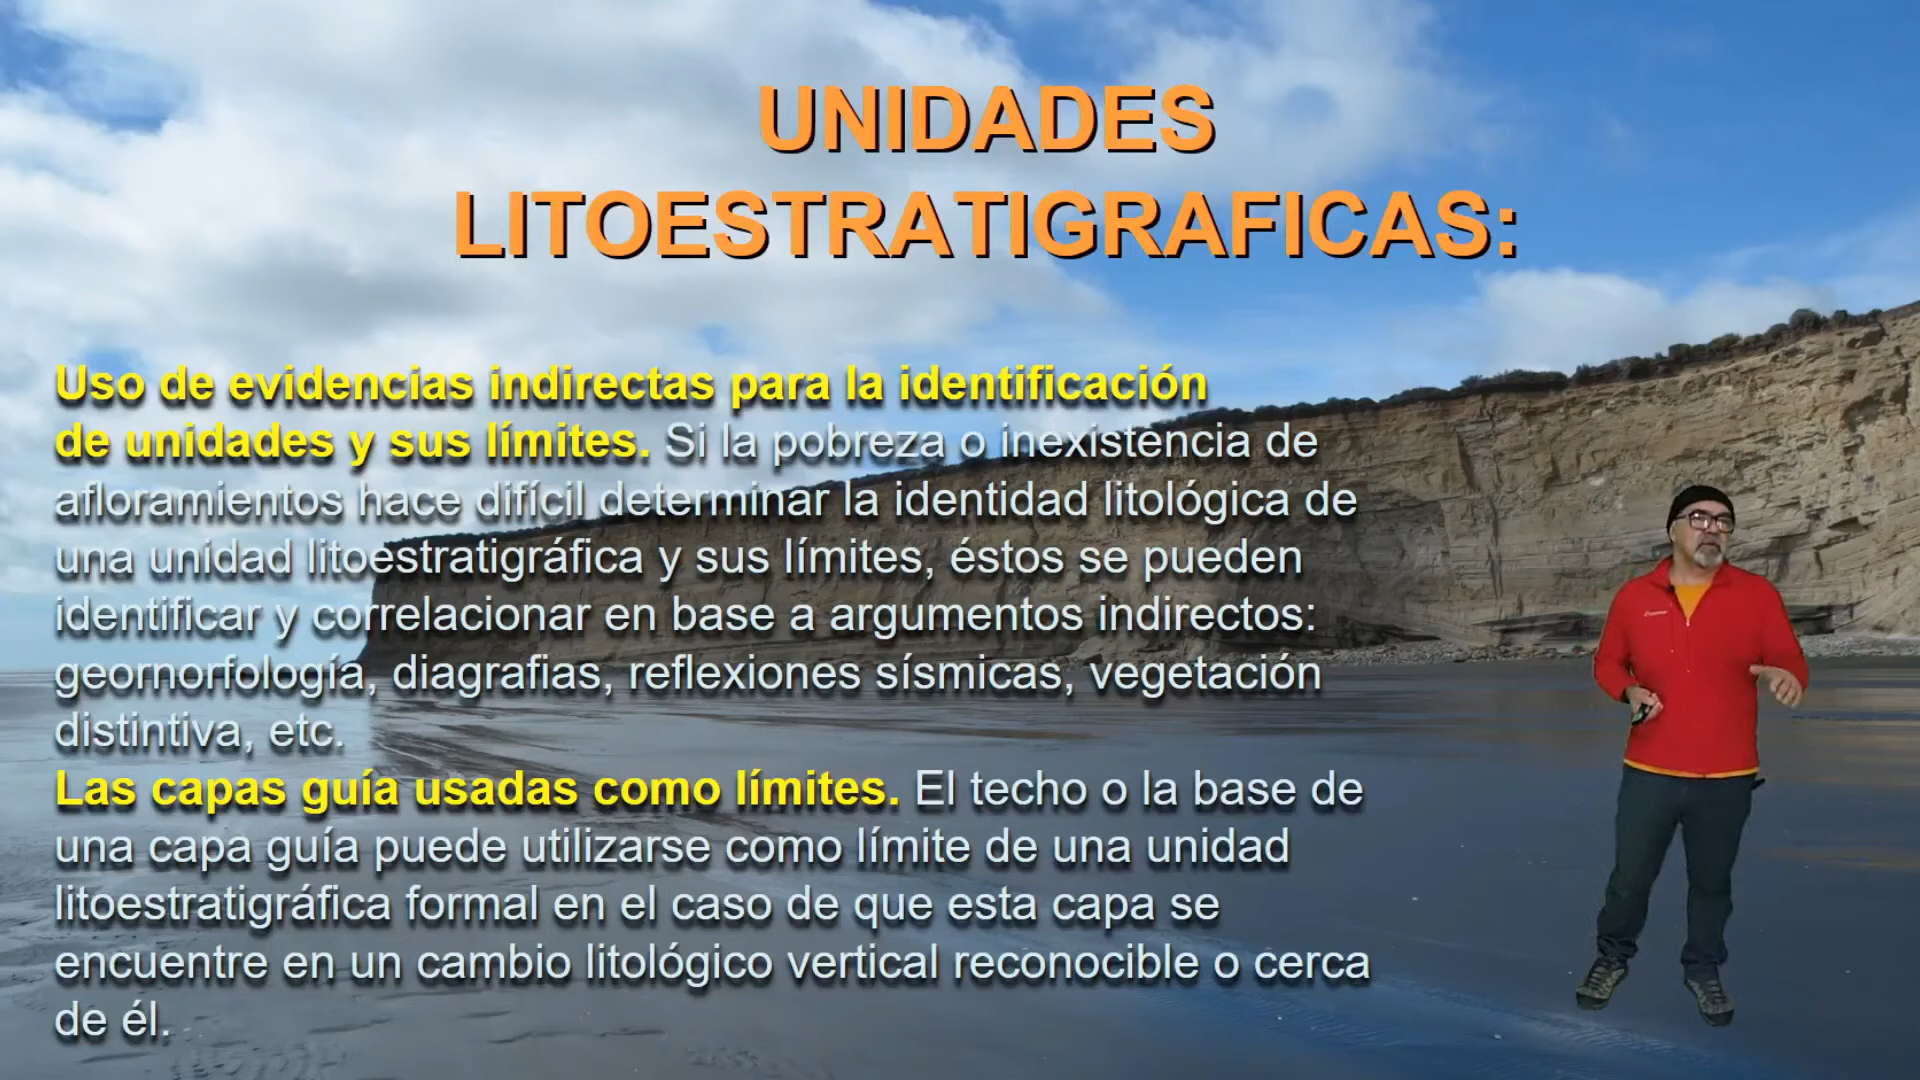 UNIDADES
LITOESTRATIGRAFICAS:
Uso de evidencias indirectas para la identificación
de unidades y sus límites. Si la pobreza o inexistencia de
afloramientos hace difícil determinar la identidad litológica de
una unidad litoestratigráfica y sus límites, éstos se pueden
identificar y correlacionar en base a argumentos indirectos:
geornorfología, diagrafias, reflexiones sísmicas, vegetación
distintiva, etc.
Las capas guía usadas como límites. El techo o la base de
una capa guía puede utilizarse como límite de una unidad
litoestratigráfica formal en el caso de que esta capa se
encuentre en un cambio litológico vertical reconocible o cerca
de él.